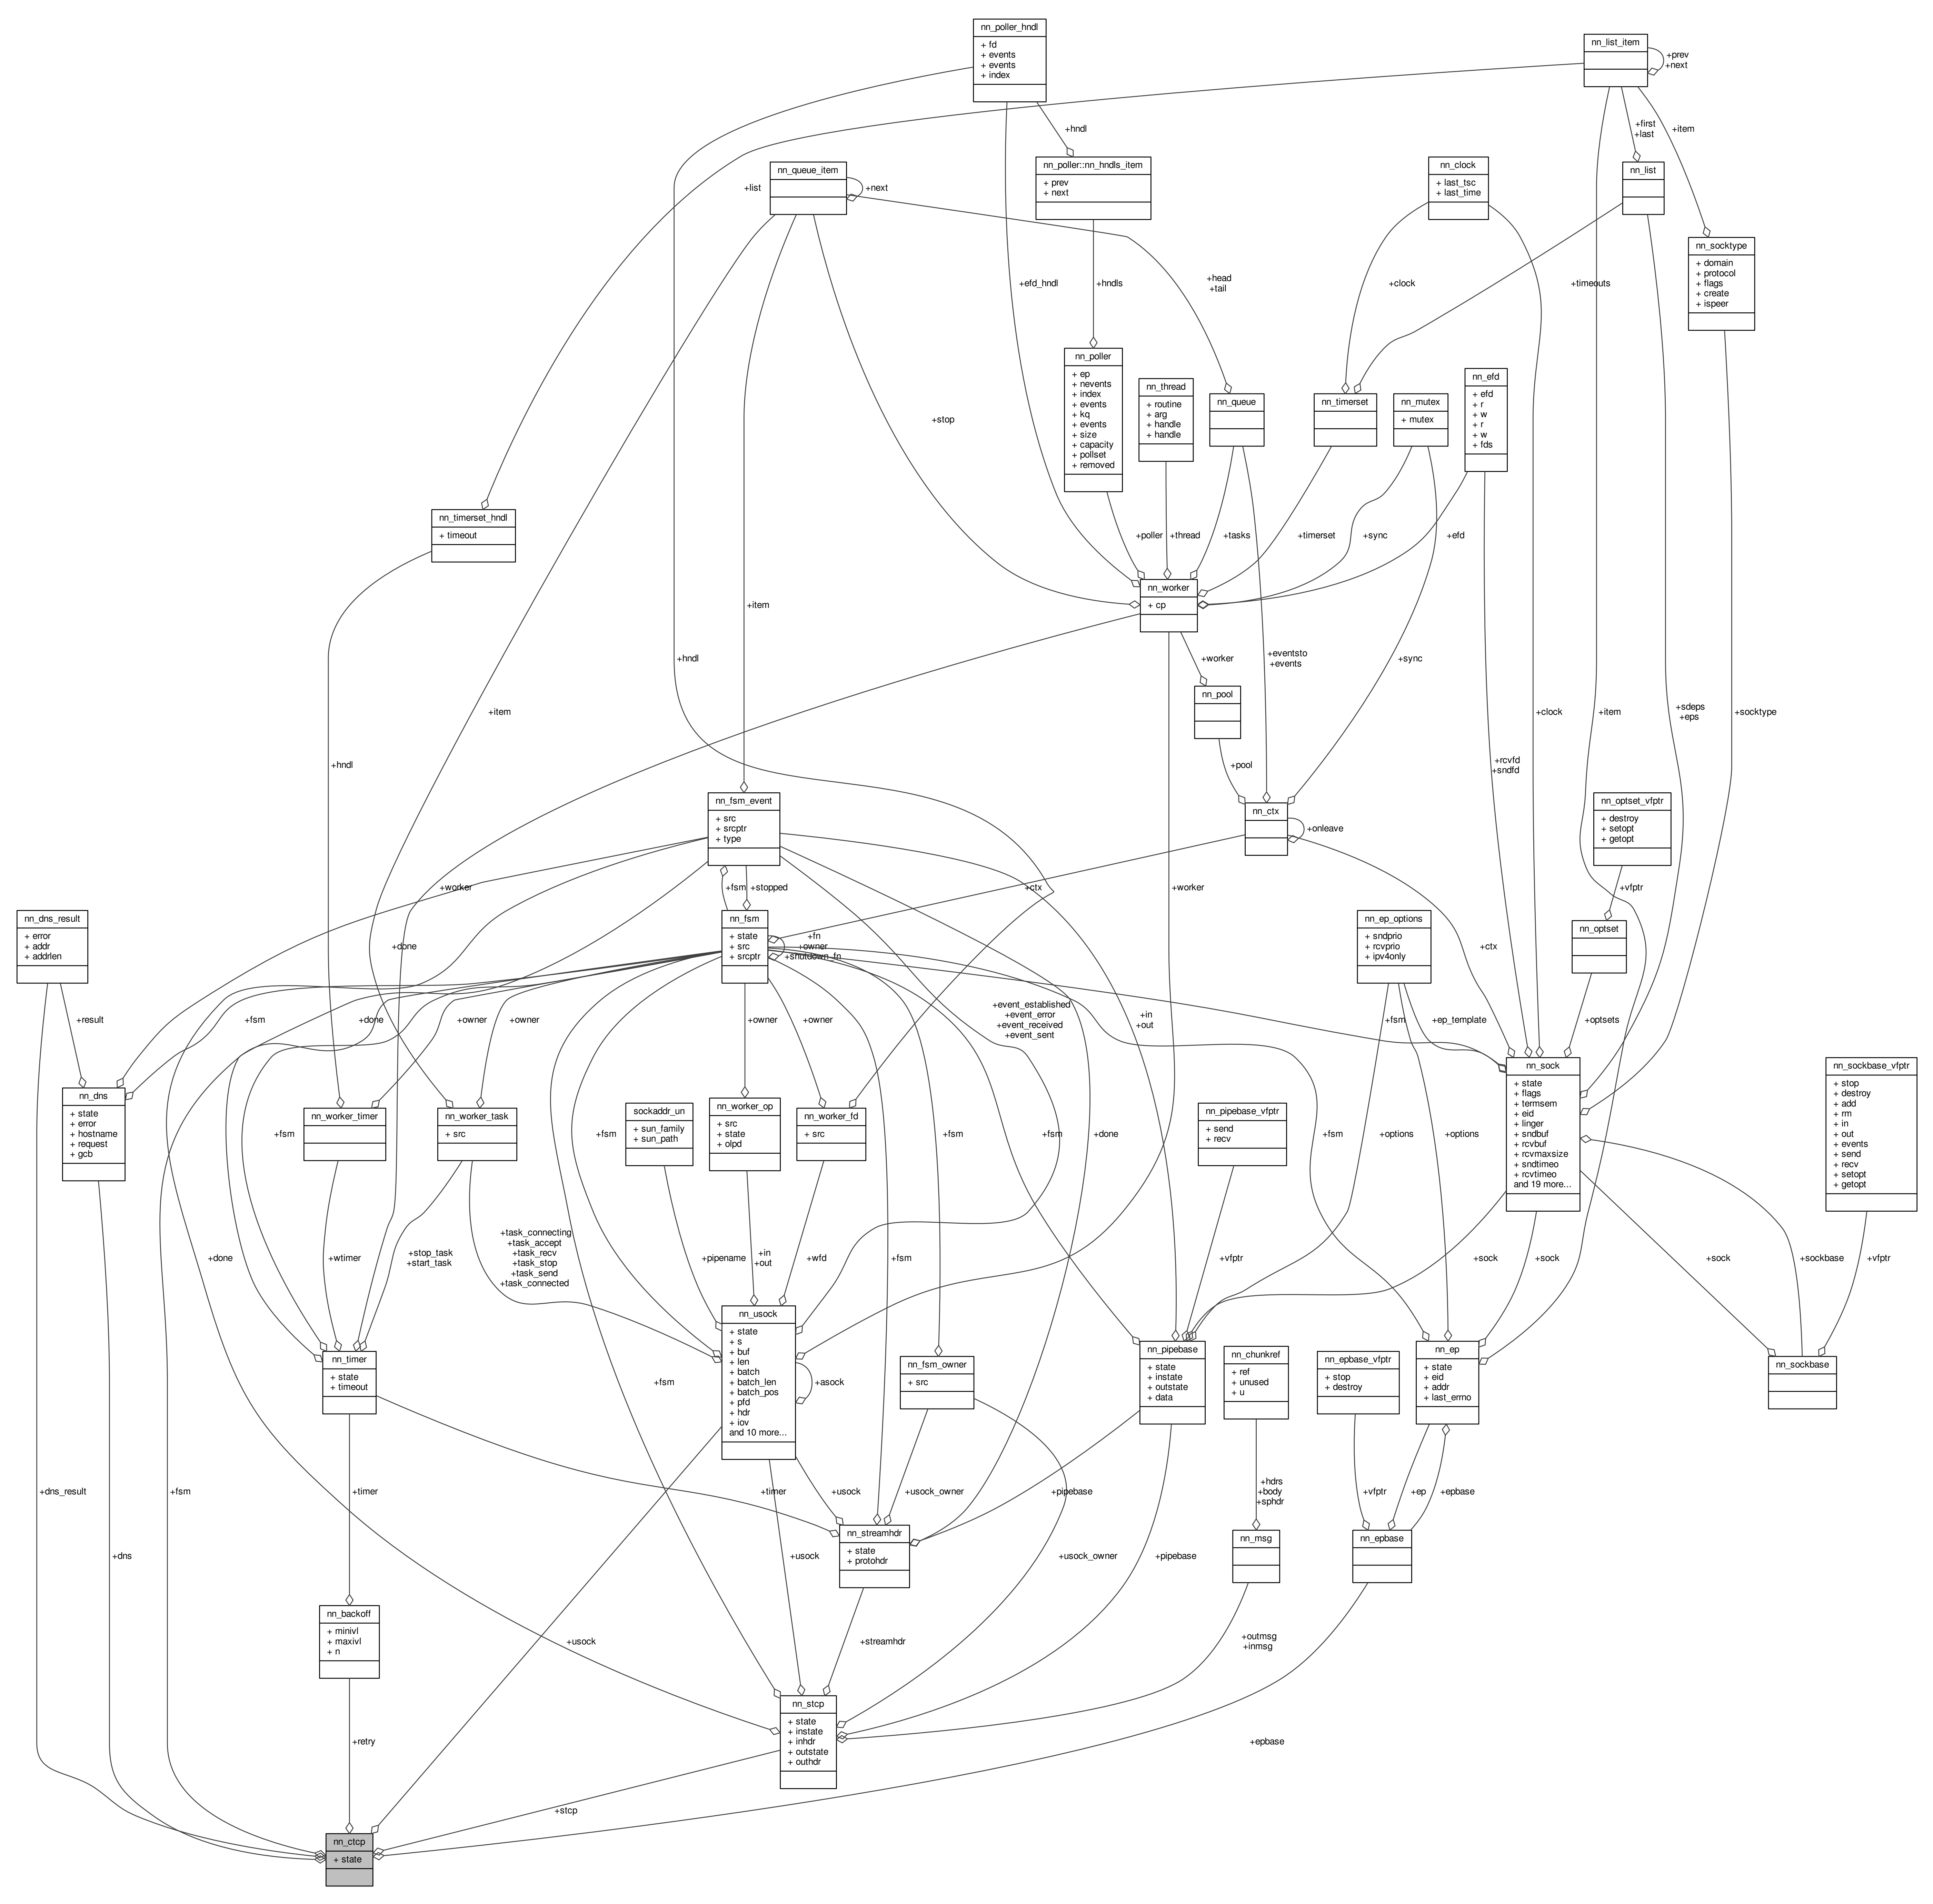 nn_poller_hndl
+ fd
+ events
+ events
+ index
nn_list_item
+prev
+next
+hndl
+first
+last
+item
nn_queue_item
+list
+next
nn_poller::nn_hndls_item
+ prev
+ next
nn_clock
+ last_tsc
+ last_time
nn_list
nn_socktype
+ domain
+ protocol
+ flags
+ create
+ ispeer
+efd_hndl
+hndls
+head
+tail
+clock
+timeouts
nn_poller
+ ep
+ nevents
+ index
+ events
+ kq
+ events
+ size
+ capacity
+ pollset
+ removed
nn_thread
+ routine
+ arg
+ handle
+ handle
nn_queue
nn_timerset
nn_mutex
+ mutex
nn_efd
+ efd
+ r
+ w
+ r
+ w
+ fds
+stop
nn_timerset_hndl
+ timeout
+poller
+thread
+tasks
+timerset
+sync
+efd
nn_worker
+ cp
+item
+hndl
+worker
+eventsto
+events
+sync
nn_pool
+item
+clock
+item
+sdeps
+eps
+socktype
+hndl
+pool
+rcvfd
+sndfd
nn_fsm_event
+ src
+ srcptr
+ type
nn_ctx
+onleave
nn_optset_vfptr
+ destroy
+ setopt
+ getopt
+worker
+fsm
+stopped
+ctx
+worker
+vfptr
nn_dns_result
+ error
+ addr
+ addrlen
nn_fsm
+ state
+ src
+ srcptr
+fn
+owner
+shutdown_fn
+done
nn_ep_options
+ sndprio
+ rcvprio
+ ipv4only
nn_optset
+ctx
+result
+fsm
+done
+owner
+owner
+owner
+owner
+event_established
+event_error
+event_received
+event_sent
+in
+out
+fsm
+ep_template
+optsets
nn_dns
+ state
+ error
+ hostname
+ request
+ gcb
nn_worker_timer
nn_worker_task
+ src
sockaddr_un
+ sun_family
+ sun_path
nn_worker_op
+ src
+ state
+ olpd
nn_worker_fd
+ src
nn_pipebase_vfptr
+ send
+ recv
nn_sock
+ state
+ flags
+ termsem
+ eid
+ linger
+ sndbuf
+ rcvbuf
+ rcvmaxsize
+ sndtimeo
+ rcvtimeo
and 19 more...
nn_sockbase_vfptr
+ stop
+ destroy
+ add
+ rm
+ in
+ out
+ events
+ send
+ recv
+ setopt
+ getopt
+fsm
+fsm
+fsm
+fsm
+done
+fsm
+options
+options
+done
+wtimer
+stop_task
+start_task
+task_connecting
+task_accept
+task_recv
+task_stop
+task_send
+task_connected
+pipename
+in
+out
+wfd
+fsm
+vfptr
+sock
+sock
+sock
+sockbase
+vfptr
nn_timer
+ state
+ timeout
nn_usock
+ state
+ s
+ buf
+ len
+ batch
+ batch_len
+ batch_pos
+ pfd
+ hdr
+ iov
and 10 more...
+asock
nn_fsm_owner
+ src
nn_pipebase
+ state
+ instate
+ outstate
+ data
nn_chunkref
+ ref
+ unused
+ u
nn_epbase_vfptr
+ stop
+ destroy
nn_ep
+ state
+ eid
+ addr
+ last_errno
nn_sockbase
+fsm
+dns_result
+fsm
+timer
+timer
+usock
+usock_owner
+pipebase
+hdrs
+body
+sphdr
+vfptr
+ep
+epbase
nn_streamhdr
+ state
+ protohdr
nn_msg
nn_epbase
+dns
+usock
+usock_owner
+pipebase
nn_backoff
+ minivl
+ maxivl
+ n
+usock
+streamhdr
+outmsg
+inmsg
nn_stcp
+ state
+ instate
+ inhdr
+ outstate
+ outhdr
+retry
+epbase
+stcp
nn_ctcp
+ state